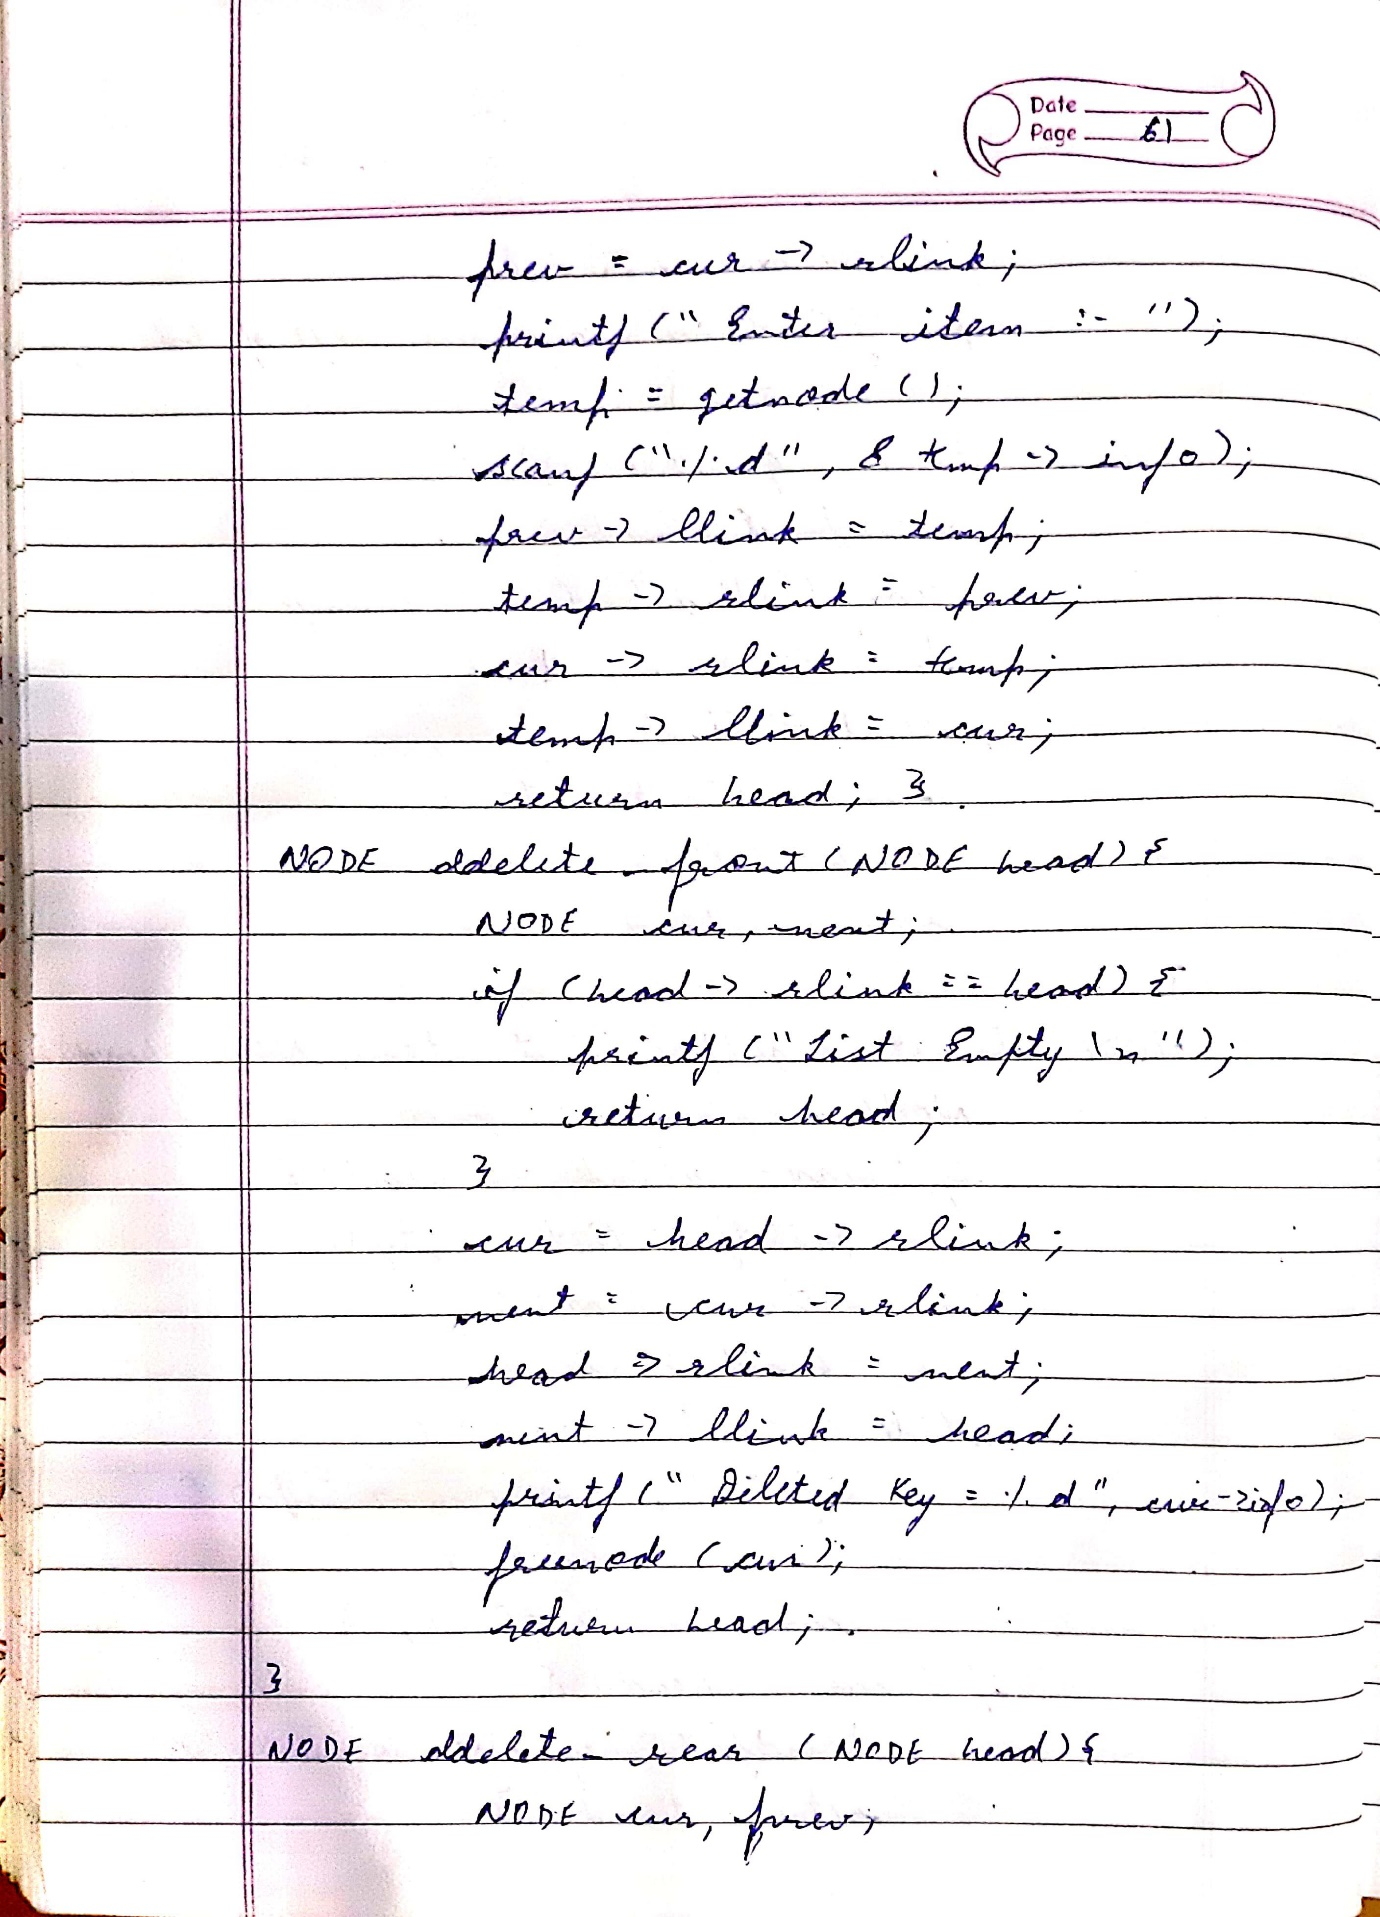 Date
Page 61
prev = cur -> rlink;
printf (" Enter item :- ");
temp = getnode ();
scanf ("%d", & temp -> info);
prev -> llink = temp;
temp -> rlink = prev;
cur -> rlink = temp;
temp -> llink = cur;
return head; }
NODE ddelete_front (NODE head) {
NODE cur, next;
if (head -> rlink == head) {
printf (" List Empty \n");
return head;
}
cur = head -> rlink;
next = cur -> rlink;
head -> rlink = next;
next -> llink = head;
printf (" Deleted Key = %d", cur->info);
freenode (cur);
return head;
}
NODE ddelete_rear (NODE head) {
NODE cur, prev;